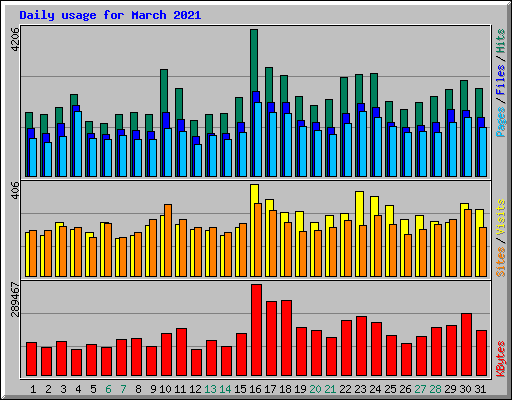 Daily usage for March 2021
4206
Pages / Files / Hits
406
Sites / Visits
289467
KBytes
1 2 3 4 5 6 7 8 9 10 11 12 13 14 15 16 17 18 19 20 21 22 23 24 25 26 27 28 29 30 31